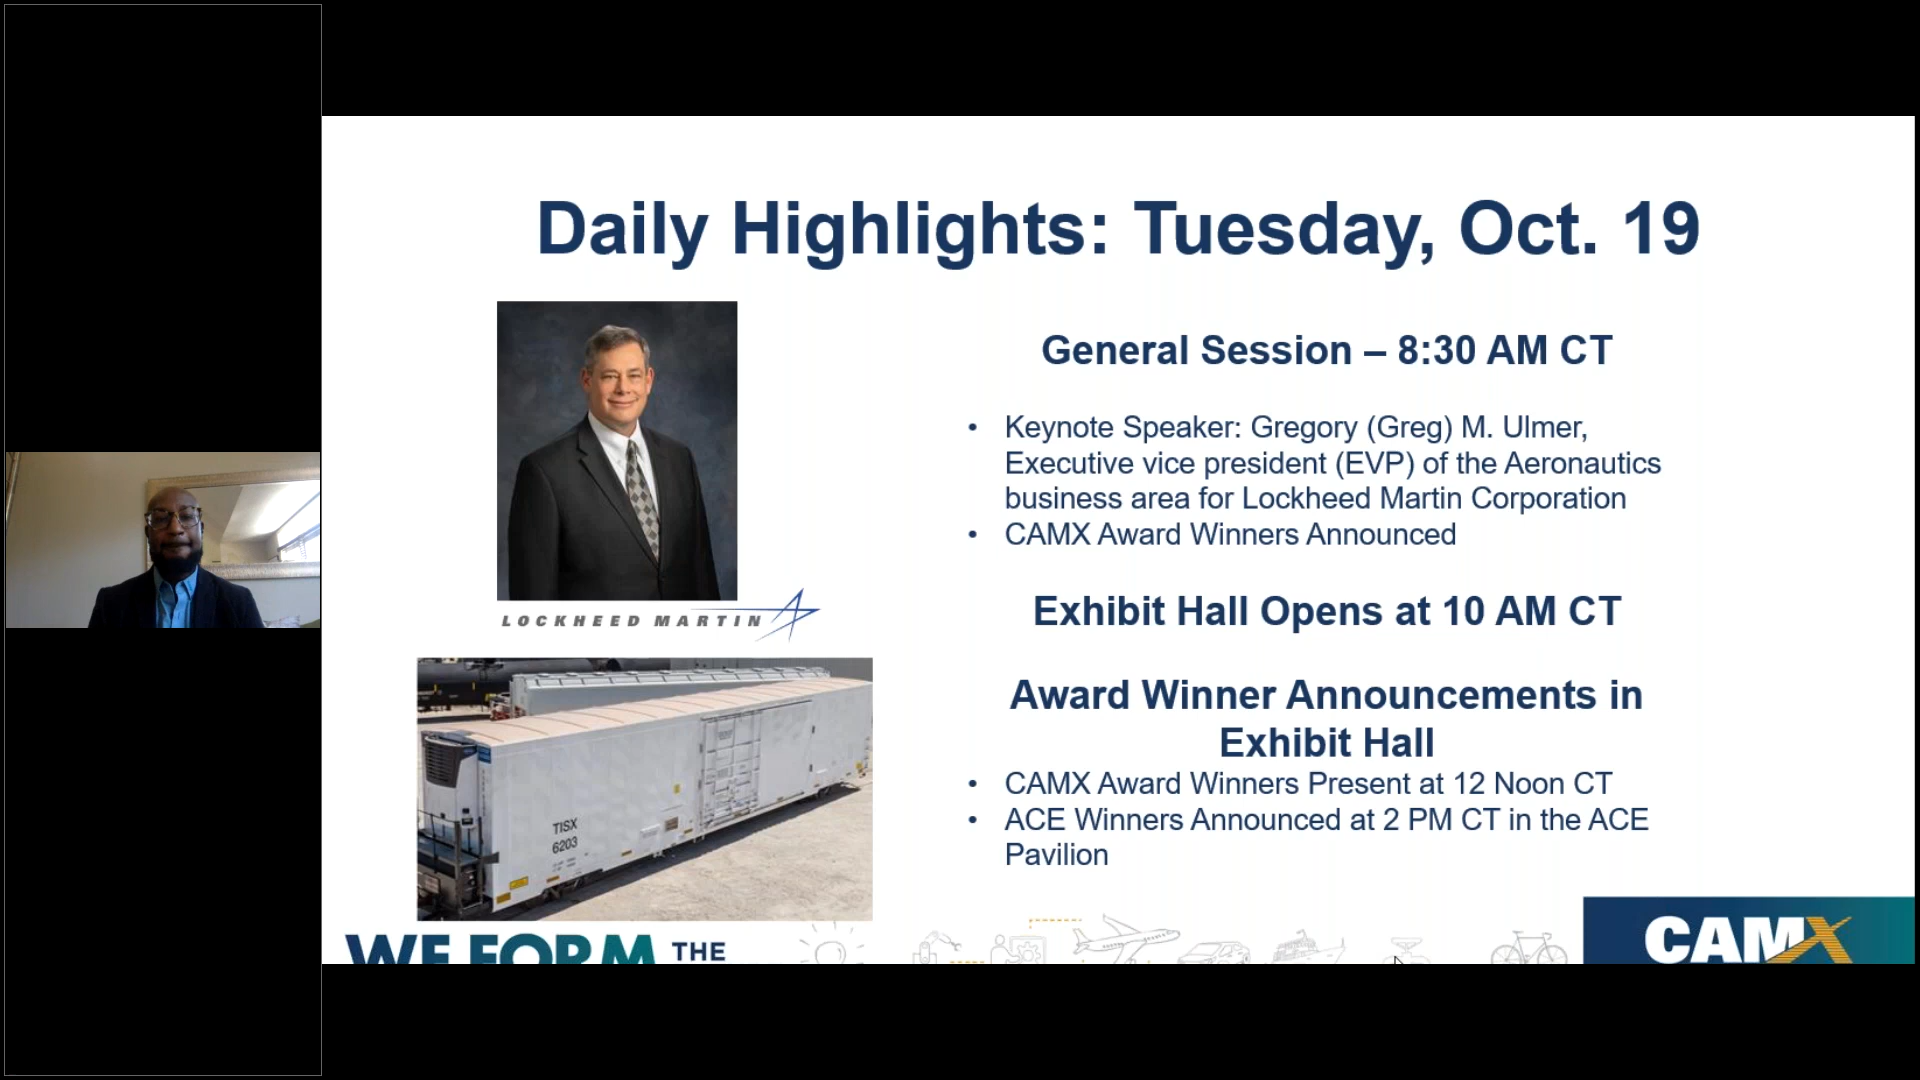 Daily Highlights: Tuesday, Oct. 19
LOCKHEED MARTIN
TISX
6203
General Session – 8:30 AM CT
• Keynote Speaker: Gregory (Greg) M. Ulmer,
Executive vice president (EVP) of the Aeronautics
business area for Lockheed Martin Corporation
• CAMX Award Winners Announced
Exhibit Hall Opens at 10 AM CT
Award Winner Announcements in
Exhibit Hall
• CAMX Award Winners Present at 12 Noon CT
• ACE Winners Announced at 2 PM CT in the ACE
Pavilion
WE FORM THE
CAMX